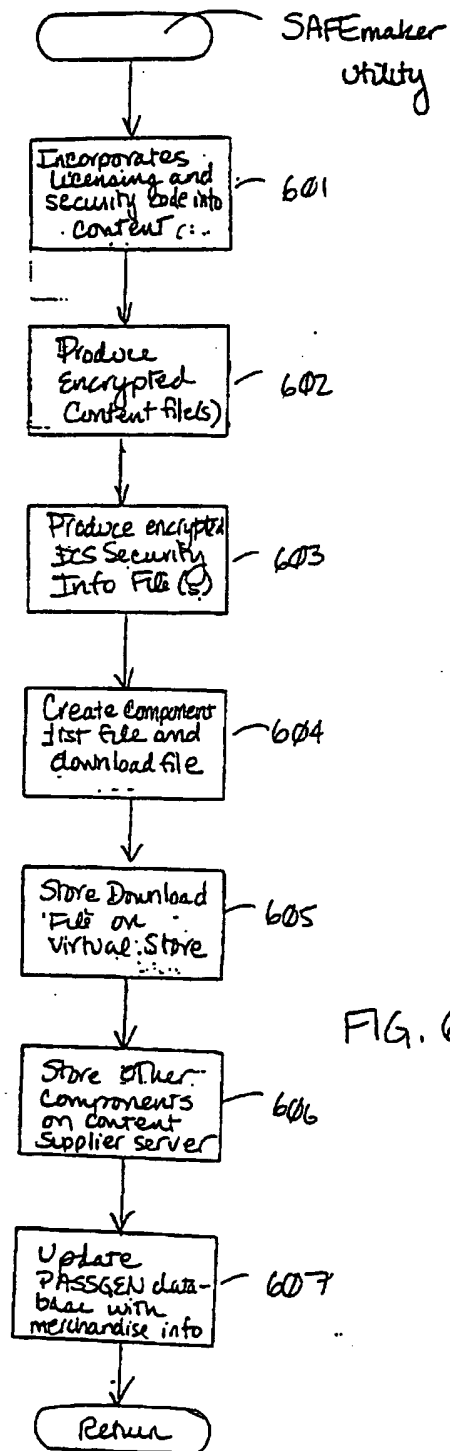 SAFEmaker
utility
Incorporates
licensing and
security code into
content
601
Produce
Encrypted
Content file(s)
602
Produce encrypted
ECS Security
Info File(s)
603
Create component
list file and
download file
604
Store Download
File on
Virtual Store
605
FIG. 6
Store Other
Components
on content
Supplier server
606
Update
PASSGEN data-
base with
merchandise info
607
Return